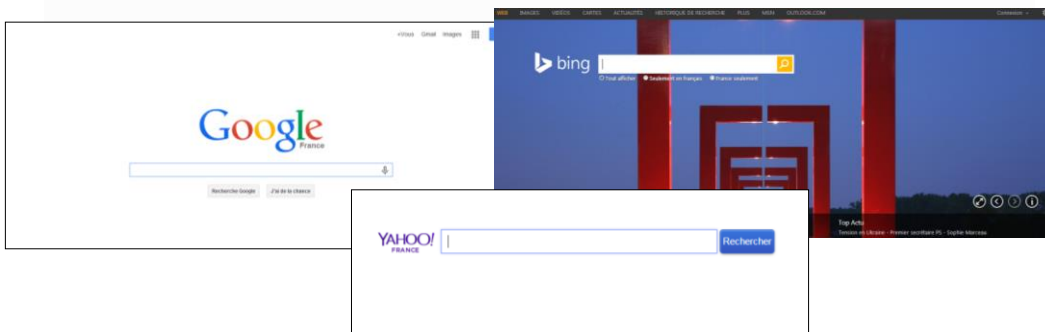 +Vous Gmail Images
Google
France
Recherche Google J'ai de la chance
WEB IMAGES VIDÉOS CARTES ACTUALITÉS HISTORIQUE DE RECHERCHE PLUS MSN OUTLOOK.COM Connexion
bing
Tout afficher Seulement en français France seulement
Top Actu
Tension en Ukraine - Premier secrétaire PS - Sophie Marceau
YAHOO!
FRANCE
Rechercher